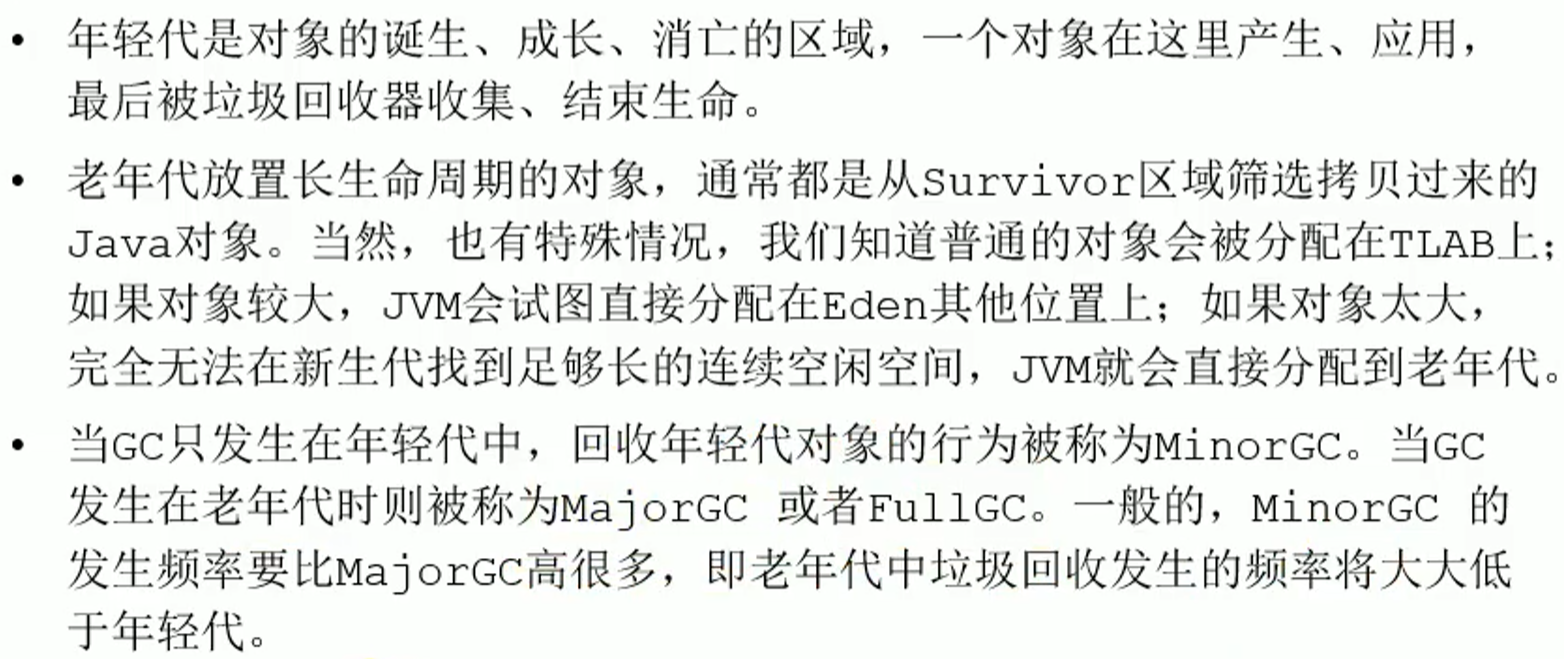 • 年轻代是对象的诞生、成长、消亡的区域，一个对象在这里产生、应用，
最后被垃圾回收器收集、结束生命。
• 老年代放置长生命周期的对象，通常都是从Survivor区域筛选拷贝过来的
Java对象。当然，也有特殊情况，我们知道普通的对象会被分配在TLAB上；
如果对象较大，JVM会试图直接分配在Eden其他位置上；如果对象太大，
完全无法在新生代找到足够长的连续空闲空间，JVM就会直接分配到老年代。
• 当GC只发生在年轻代中，回收年轻代对象的行为被称为MinorGC。当GC
发生在老年代时则被称为MajorGC 或者FullGC。一般的，MinorGC 的
发生频率要比MajorGC高很多，即老年代中垃圾回收发生的频率将大大低
于年轻代。